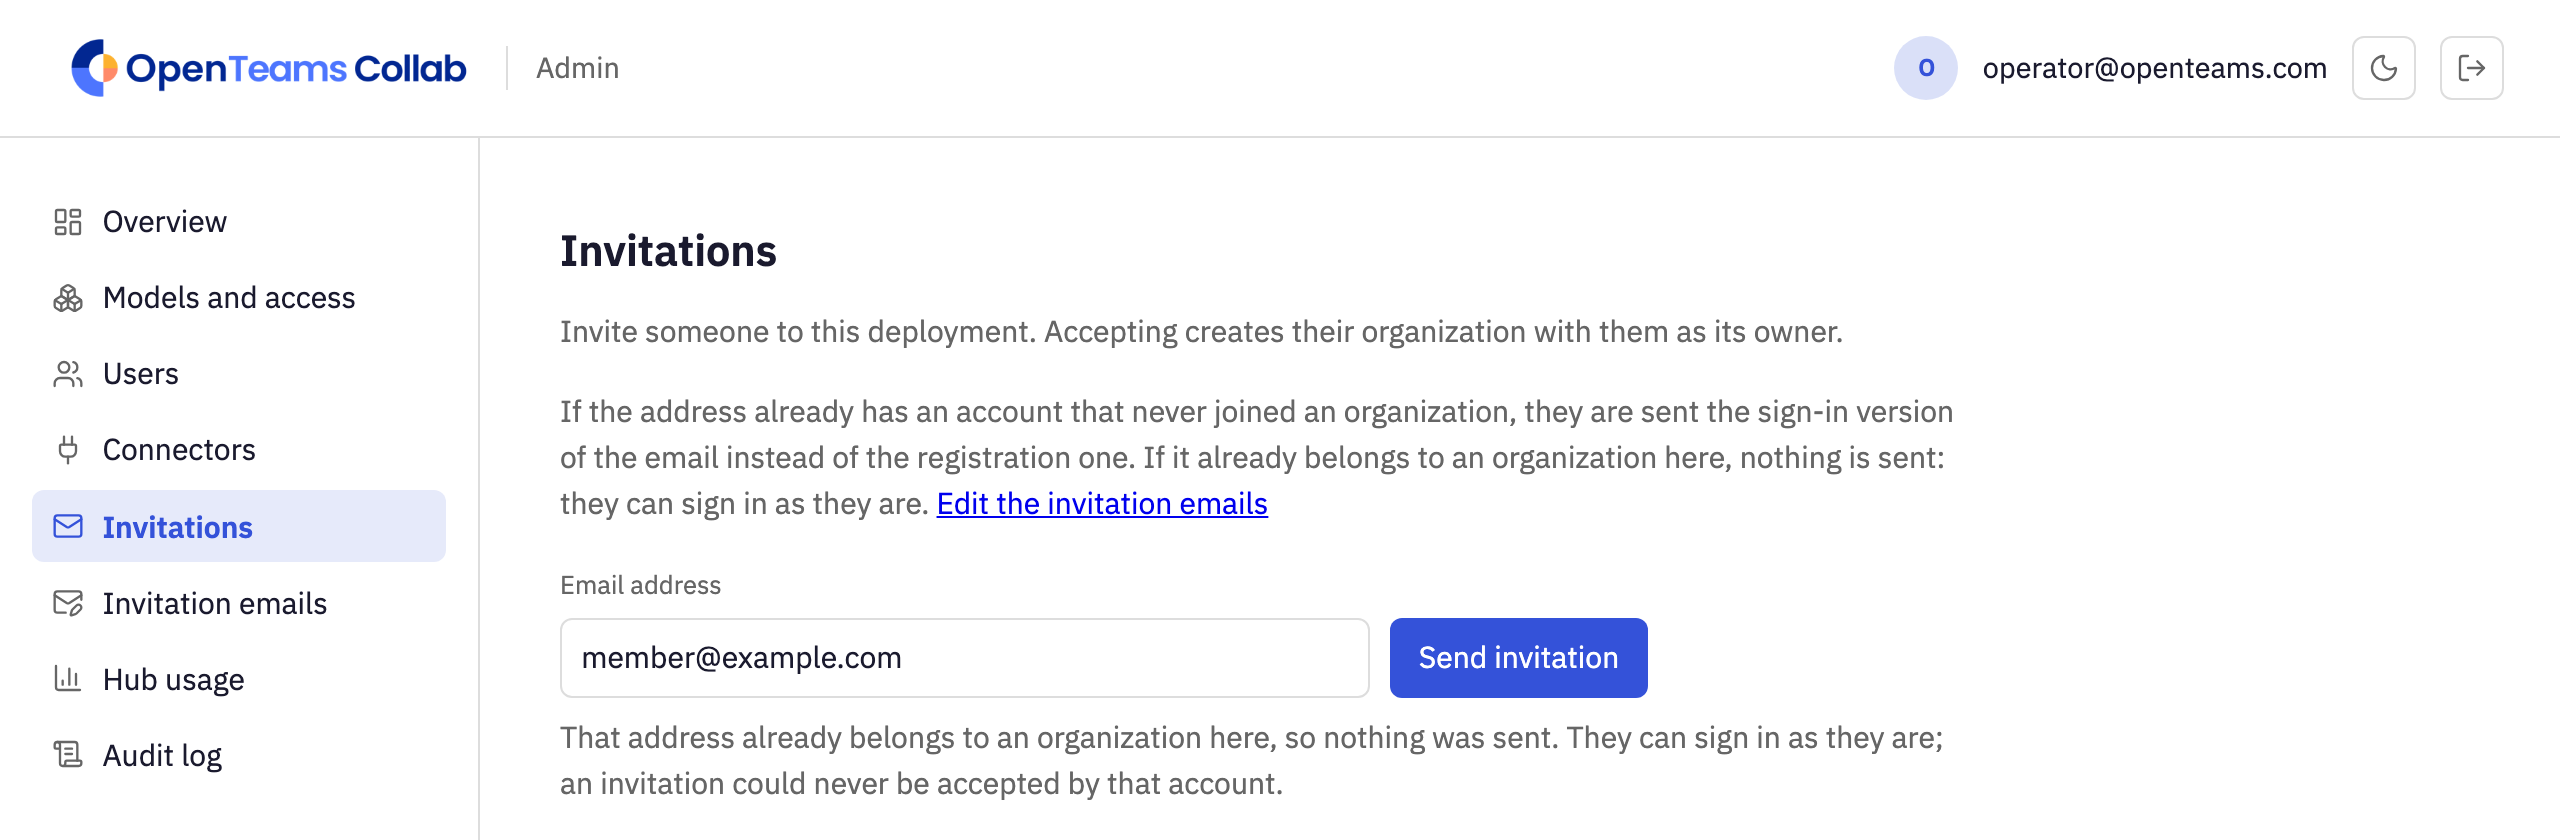 OpenTeams Collab
Admin
O
operator@openteams.com
Overview
Models and access
Users
Connectors
Invitations
Invitation emails
Hub usage
Audit log
Invitations
Invite someone to this deployment. Accepting creates their organization with them as its owner.
If the address already has an account that never joined an organization, they are sent the sign-in version
of the email instead of the registration one. If it already belongs to an organization here, nothing is sent:
they can sign in as they are. Edit the invitation emails
Email address
member@example.com
Send invitation
That address already belongs to an organization here, so nothing was sent. They can sign in as they are;
an invitation could never be accepted by that account.